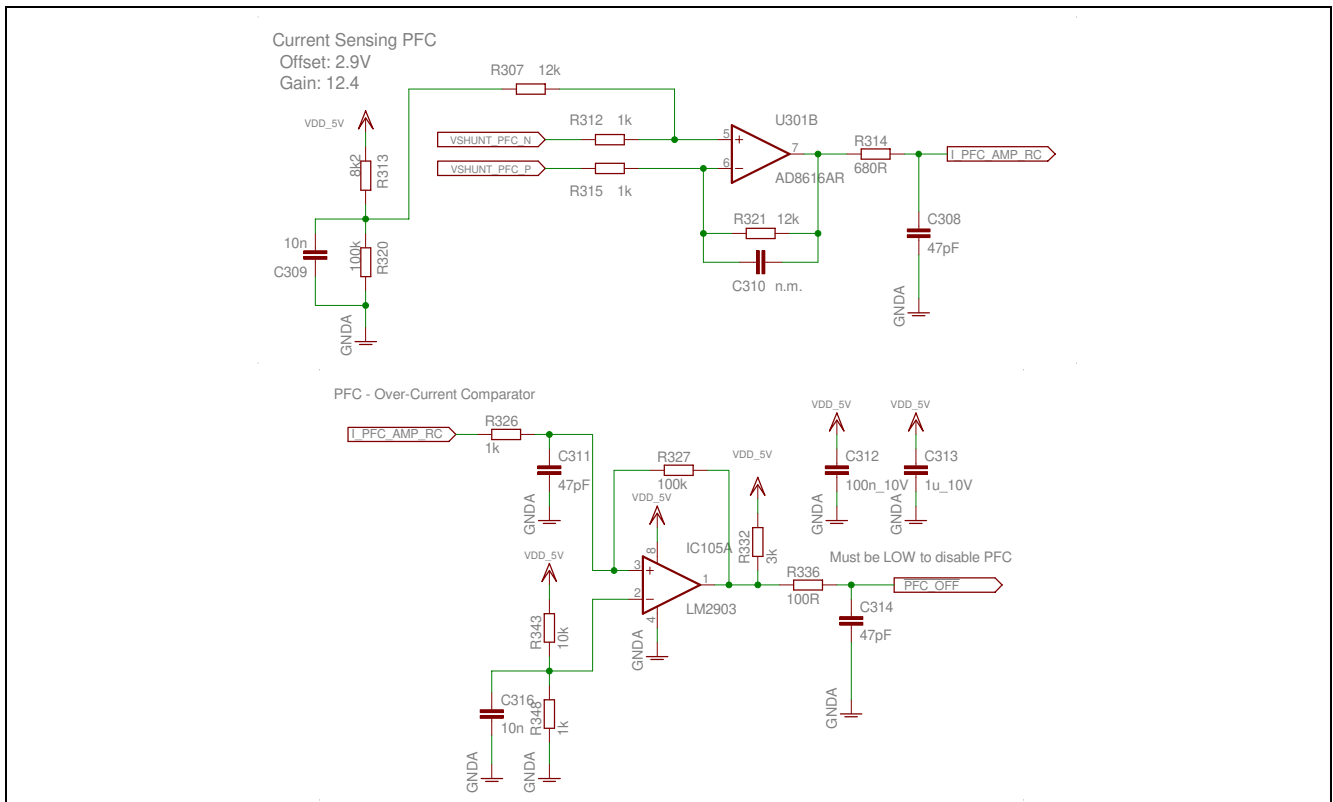 Current Sensing PFC
Offset: 2.9V
Gain: 12.4
R307 12k
VDD_5V
R312 1k
VSHUNT_PFC_N
VSHUNT_PFC_P
R315 1k
5
6
7
+
-
U301B
AD8616AR
R314
680R
I_PFC_AMP_RC
8k2
R313
R321 12k
C310 n.m.
C308
47pF
GNDA
10n
C309
100k
R320
GNDA
PFC - Over-Current Comparator
I_PFC_AMP_RC
R326
1k
C311
47pF
GNDA
R327
100k
VDD_5V
VDD_5V
R332
3k
VDD_5V
C312
100n_10V
GNDA
VDD_5V
C313
1u_10V
GNDA
VDD_5V
R343
10k
3
2
8
4
1
+
-
IC105A
LM2903
GNDA
Must be LOW to disable PFC
R336
100R
PFC_OFF
C314
47pF
GNDA
C316
10n
R348
1k
GNDA
GNDA